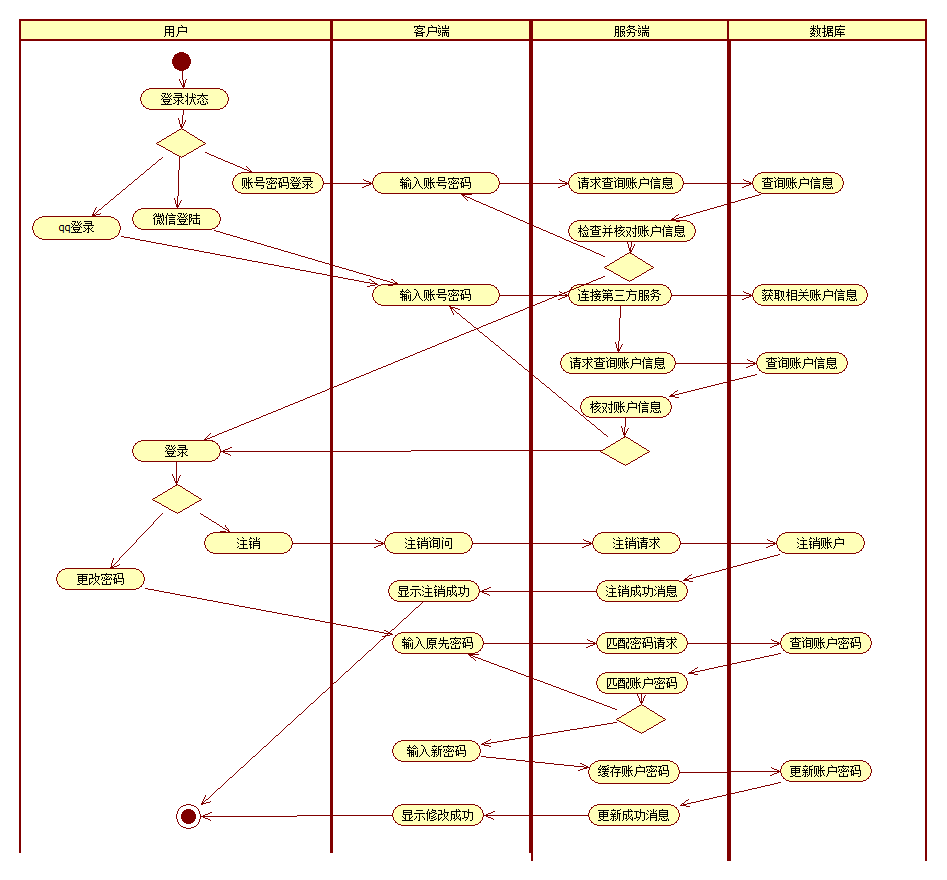 用户
客户端
服务端
数据库
登录状态
账号密码登录
输入账号密码
请求查询账户信息
查询账户信息
qq登录
微信登陆
检查并核对账户信息
输入账号密码
连接第三方服务
获取相关账户信息
请求查询账户信息
查询账户信息
核对账户信息
登录
注销
注销询问
注销请求
注销账户
更改密码
显示注销成功
注销成功消息
输入原先密码
匹配密码请求
查询账户密码
匹配账户密码
输入新密码
缓存账户密码
更新账户密码
显示修改成功
更新成功消息